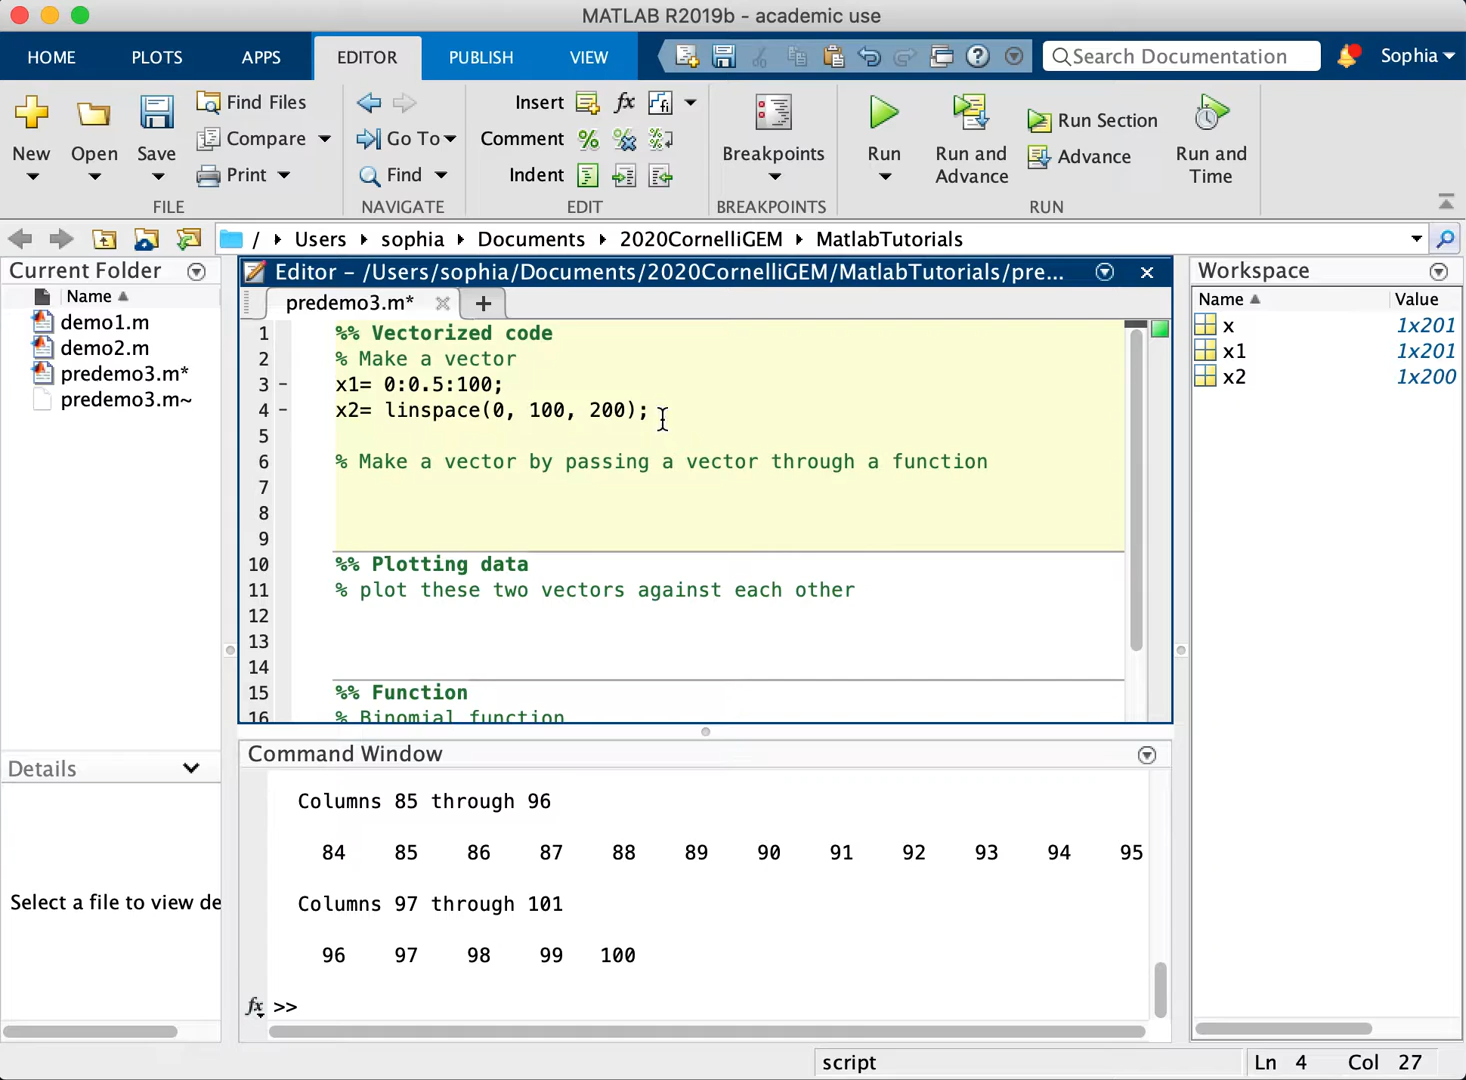 MATLAB R2019b - academic use
HOME PLOTS APPS EDITOR PUBLISH VIEW Search Documentation Sophia
New Open Save Find Files Compare Print
FILE
Go To Find
NAVIGATE
Insert fx fi
Comment % % %
Indent
EDIT
Breakpoints
BREAKPOINTS
Run Run and Advance Run Section Advance Run and Time
RUN
/ Users sophia Documents 2020CornelliGEM MatlabTutorials
Current Folder
Name
demo1.m
demo2.m
predemo3.m*
predemo3.m~
Details
Select a file to view de
Editor – /Users/sophia/Documents/2020CornelliGEM/MatlabTutorials/pre...
predemo3.m* +
1 %% Vectorized code
2 % Make a vector
3 - x1= 0:0.5:100;
4 - x2= linspace(0, 100, 200);
5
6 % Make a vector by passing a vector through a function
7
8
9
10 %% Plotting data
11 % plot these two vectors against each other
12
13
14
15 %% Function
16 % Binomial function
Command Window
Columns 85 through 96
84 85 86 87 88 89 90 91 92 93 94 95
Columns 97 through 101
96 97 98 99 100
fx >>
Workspace
Name Value
x 1x201
x1 1x201
x2 1x200
script Ln 4 Col 27